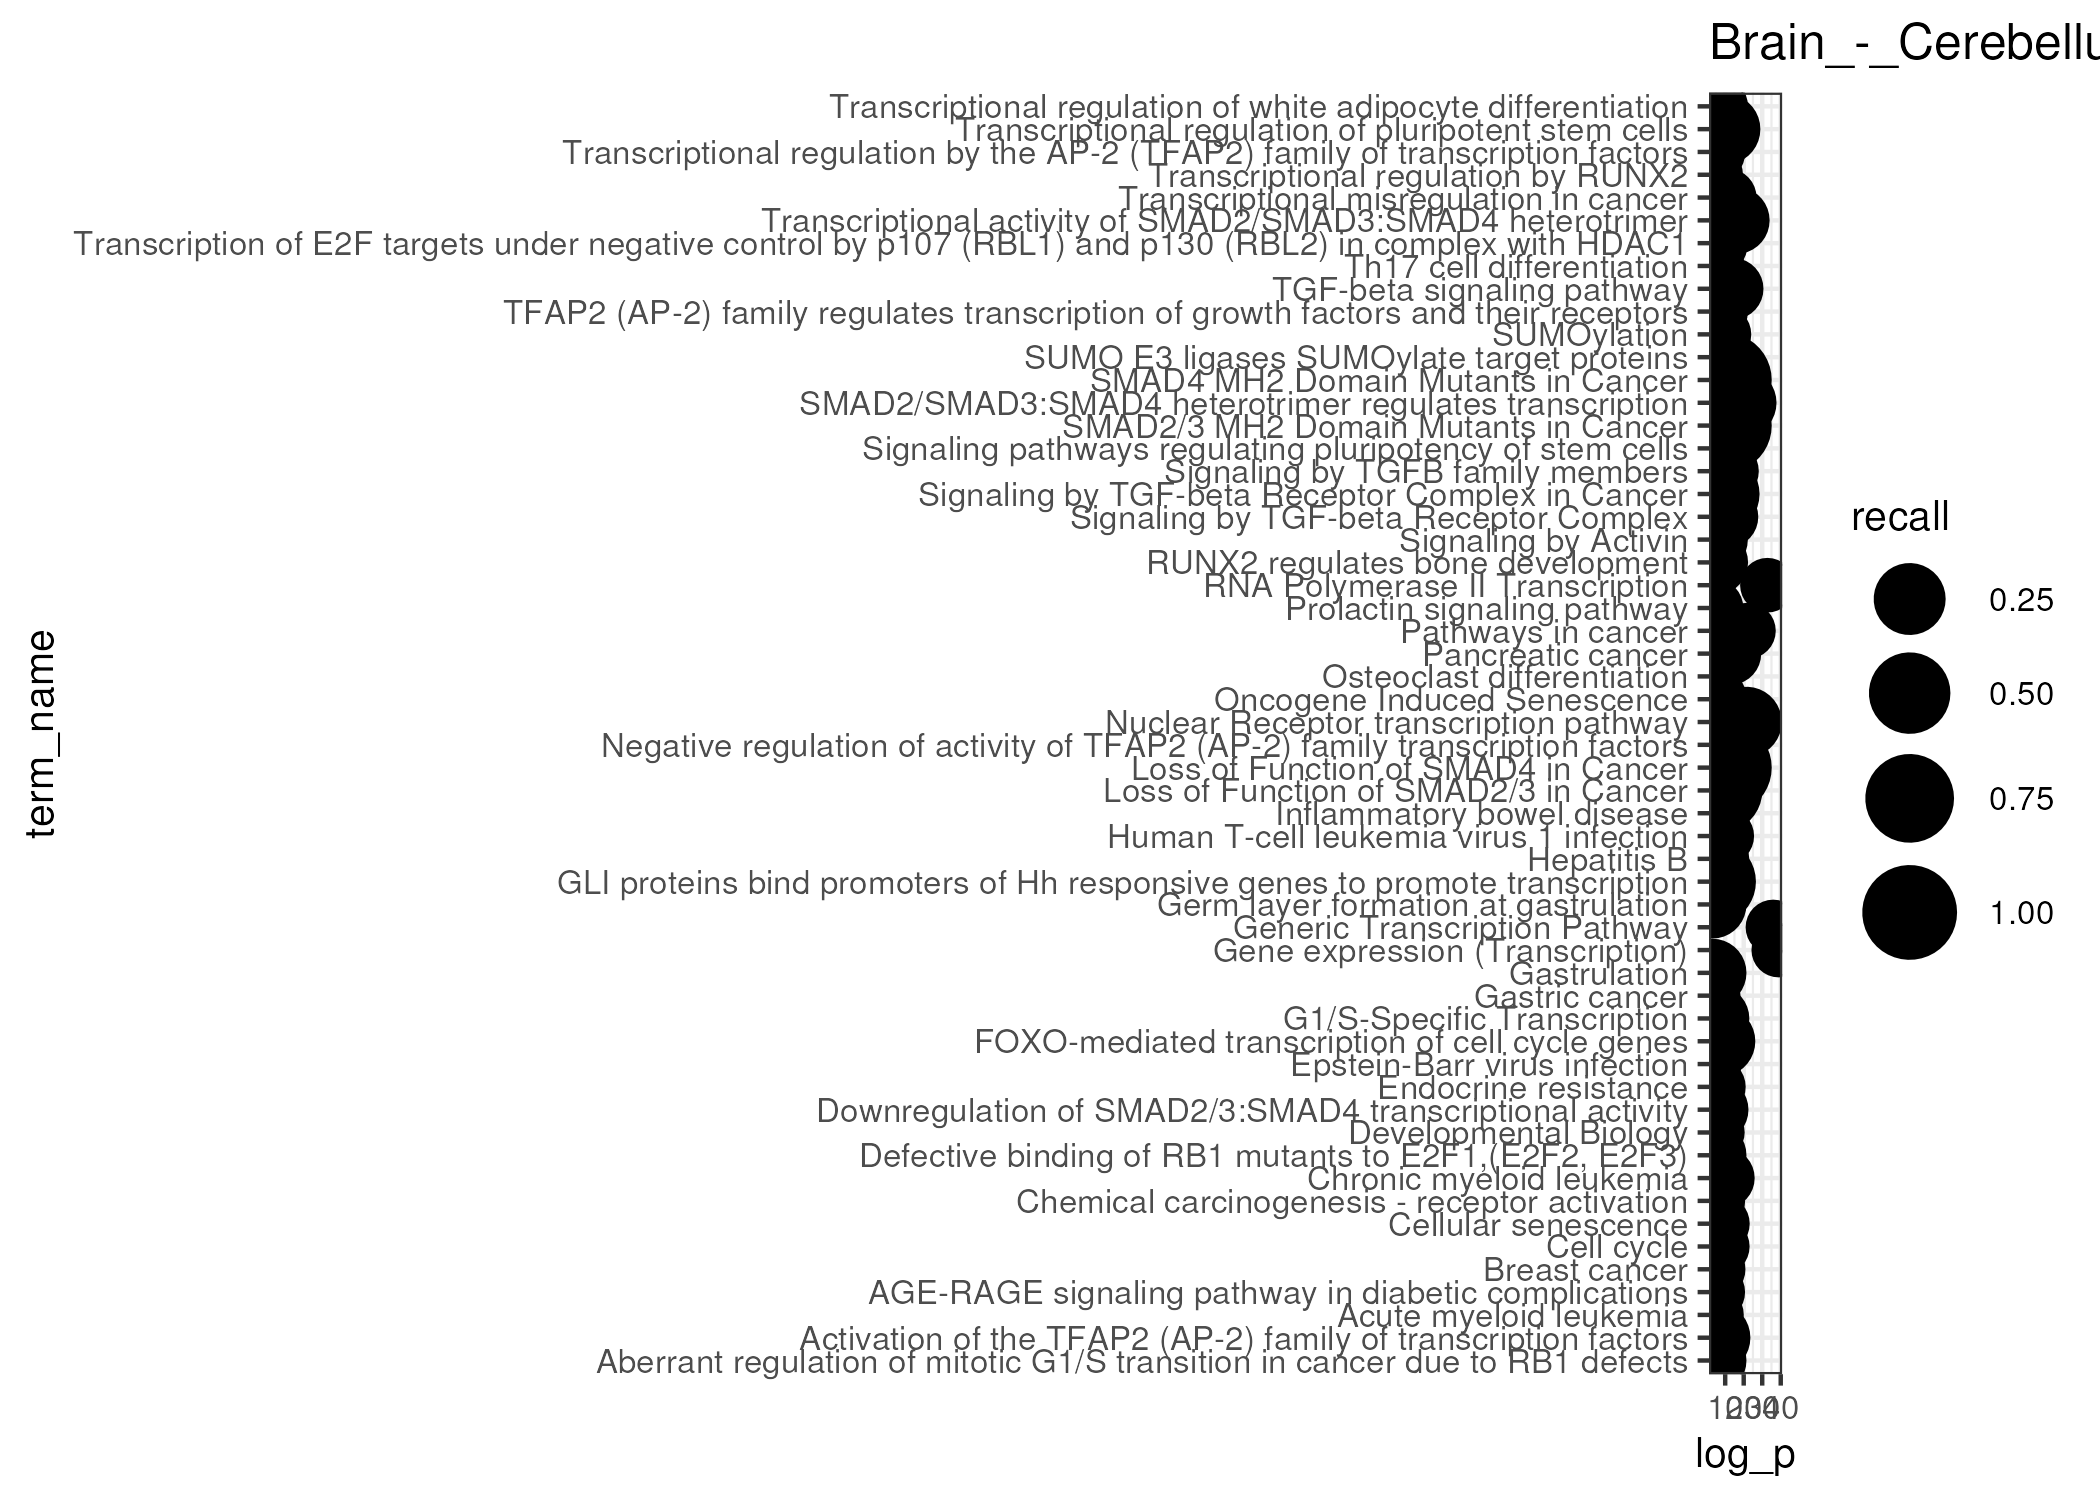 Brain_-_Cerebellu
Transcriptional regulation of white adipocyte differentiation
Transcriptional regulation of pluripotent stem cells
Transcriptional regulation by the AP-2 (TFAP2) family of transcription factors
Transcriptional regulation by RUNX2
Transcriptional misregulation in cancer
Transcriptional activity of SMAD2/SMAD3:SMAD4 heterotrimer
Transcription of E2F targets under negative control by p107 (RBL1) and p130 (RBL2) in complex with HDAC1
Th17 cell differentiation
TGF-beta signaling pathway
TFAP2 (AP-2) family regulates transcription of growth factors and their receptors
SUMOylation
SUMO E3 ligases SUMOylate target proteins
SMAD4 MH2 Domain Mutants in Cancer
SMAD2/SMAD3:SMAD4 heterotrimer regulates transcription
SMAD2/3 MH2 Domain Mutants in Cancer
Signaling pathways regulating pluripotency of stem cells
Signaling by TGFB family members
Signaling by TGF-beta Receptor Complex in Cancer
Signaling by TGF-beta Receptor Complex
Signaling by Activin
RUNX2 regulates bone development
RNA Polymerase II Transcription
Prolactin signaling pathway
Pathways in cancer
Pancreatic cancer
Osteoclast differentiation
Oncogene Induced Senescence
Nuclear Receptor transcription pathway
Negative regulation of activity of TFAP2 (AP-2) family transcription factors
Loss of Function of SMAD4 in Cancer
Loss of Function of SMAD2/3 in Cancer
Inflammatory bowel disease
Human T-cell leukemia virus 1 infection
Hepatitis B
GLI proteins bind promoters of Hh responsive genes to promote transcription
Germ layer formation at gastrulation
Generic Transcription Pathway
Gene expression (Transcription)
Gastrulation
Gastric cancer
G1/S-Specific Transcription
FOXO-mediated transcription of cell cycle genes
Epstein-Barr virus infection
Endocrine resistance
Downregulation of SMAD2/3:SMAD4 transcriptional activity
Developmental Biology
Defective binding of RB1 mutants to E2F1,(E2F2, E2F3)
Chronic myeloid leukemia
Chemical carcinogenesis - receptor activation
Cellular senescence
Cell cycle
Breast cancer
AGE-RAGE signaling pathway in diabetic complications
Acute myeloid leukemia
Activation of the TFAP2 (AP-2) family of transcription factors
Aberrant regulation of mitotic G1/S transition in cancer due to RB1 defects
term_name
10
20
30
40
log_p
recall
0.25
0.50
0.75
1.00